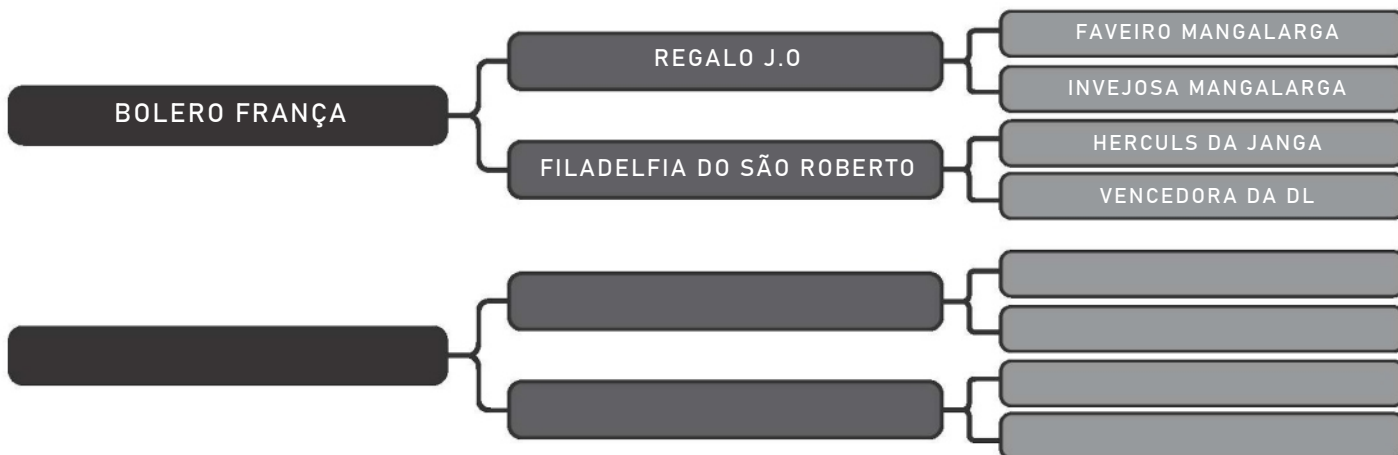 BOLERO FRANÇA
REGALO J.O
FILADELFIA DO SÃO ROBERTO
FAVEIRO MANGALARGA
INVEJOSA MANGALARGA
HERCULS DA JANGA
VENCEDORA DA DL